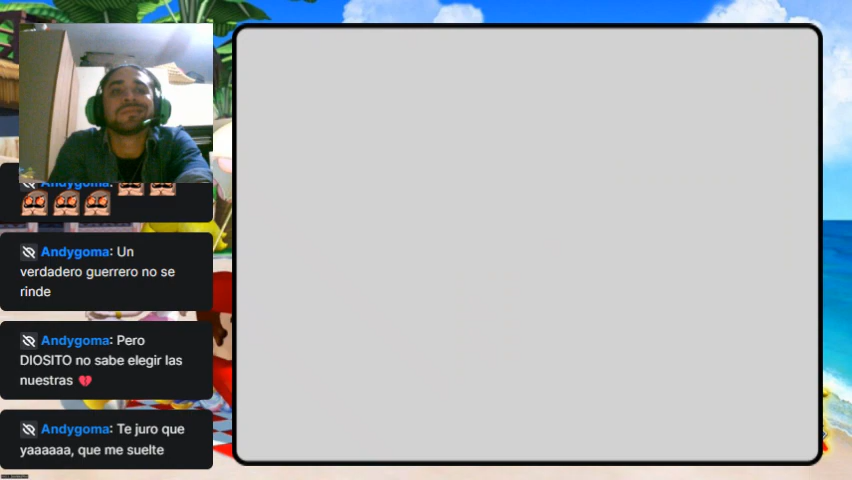 Andygoma:
Andygoma: Un
verdadero guerrero no se
rinde
Andygoma: Pero
DIOSITO no sabe elegir las
nuestras 💔
Andygoma: Te juro que
yaaaaaa, que me suelte